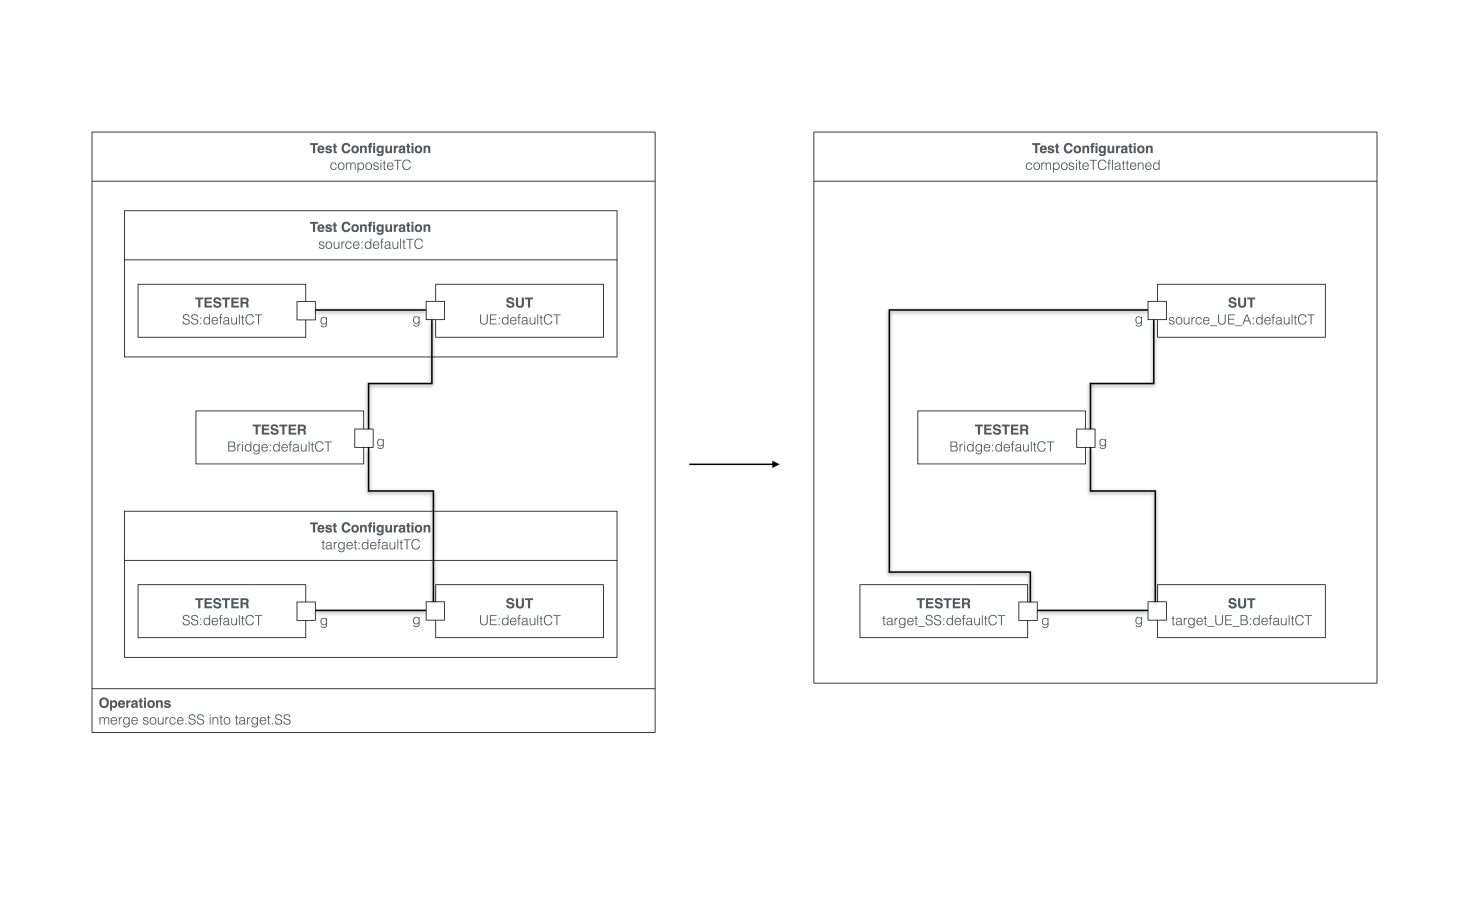 Test Configuration
compositeTC
Test Configuration
source:defaultTC
TESTER
SS:defaultCT
g
g
SUT
UE:defaultCT
TESTER
Bridge:defaultCT
g
Test Configuration
target:defaultTC
TESTER
SS:defaultCT
g
g
SUT
UE:defaultCT
Operations
merge source.SS into target.SS
Test Configuration
compositeTCflattened
g
SUT
source_UE_A:defaultCT
TESTER
Bridge:defaultCT
g
TESTER
target_SS:defaultCT
g
g
SUT
target_UE_B:defaultCT